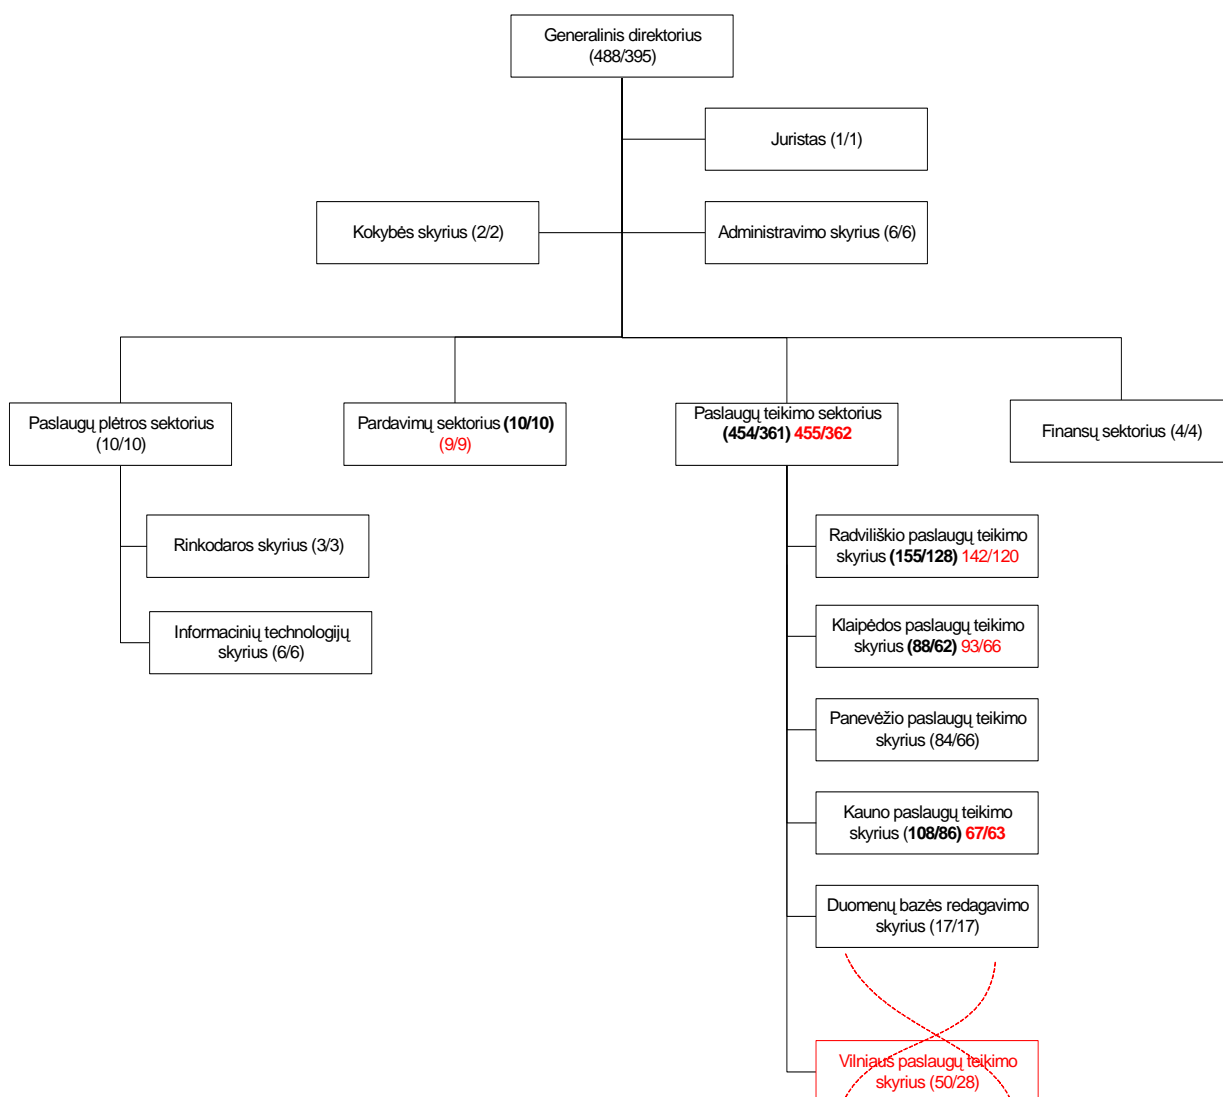 Generalinis direktorius
(488/395)
Juristas (1/1)
Kokybės skyrius (2/2)
Administravimo skyrius (6/6)
Paslaugų plėtros sektorius
(10/10)
Pardavimų sektorius (10/10)
(9/9)
Paslaugų teikimo sektorius
(454/361) 455/362
Finansų sektorius (4/4)
Rinkodaros skyrius (3/3)
Informacinių technologijų
skyrius (6/6)
Radviliškio paslaugų teikimo
skyrius (155/128) 142/120
Klaipėdos paslaugų teikimo
skyrius (88/62) 93/66
Panevėžio paslaugų teikimo
skyrius (84/66)
Kauno paslaugų teikimo
skyrius (108/86) 67/63
Duomenų bazės redagavimo
skyrius (17/17)
Vilniaus paslaugų teikimo
skyrius (50/28)